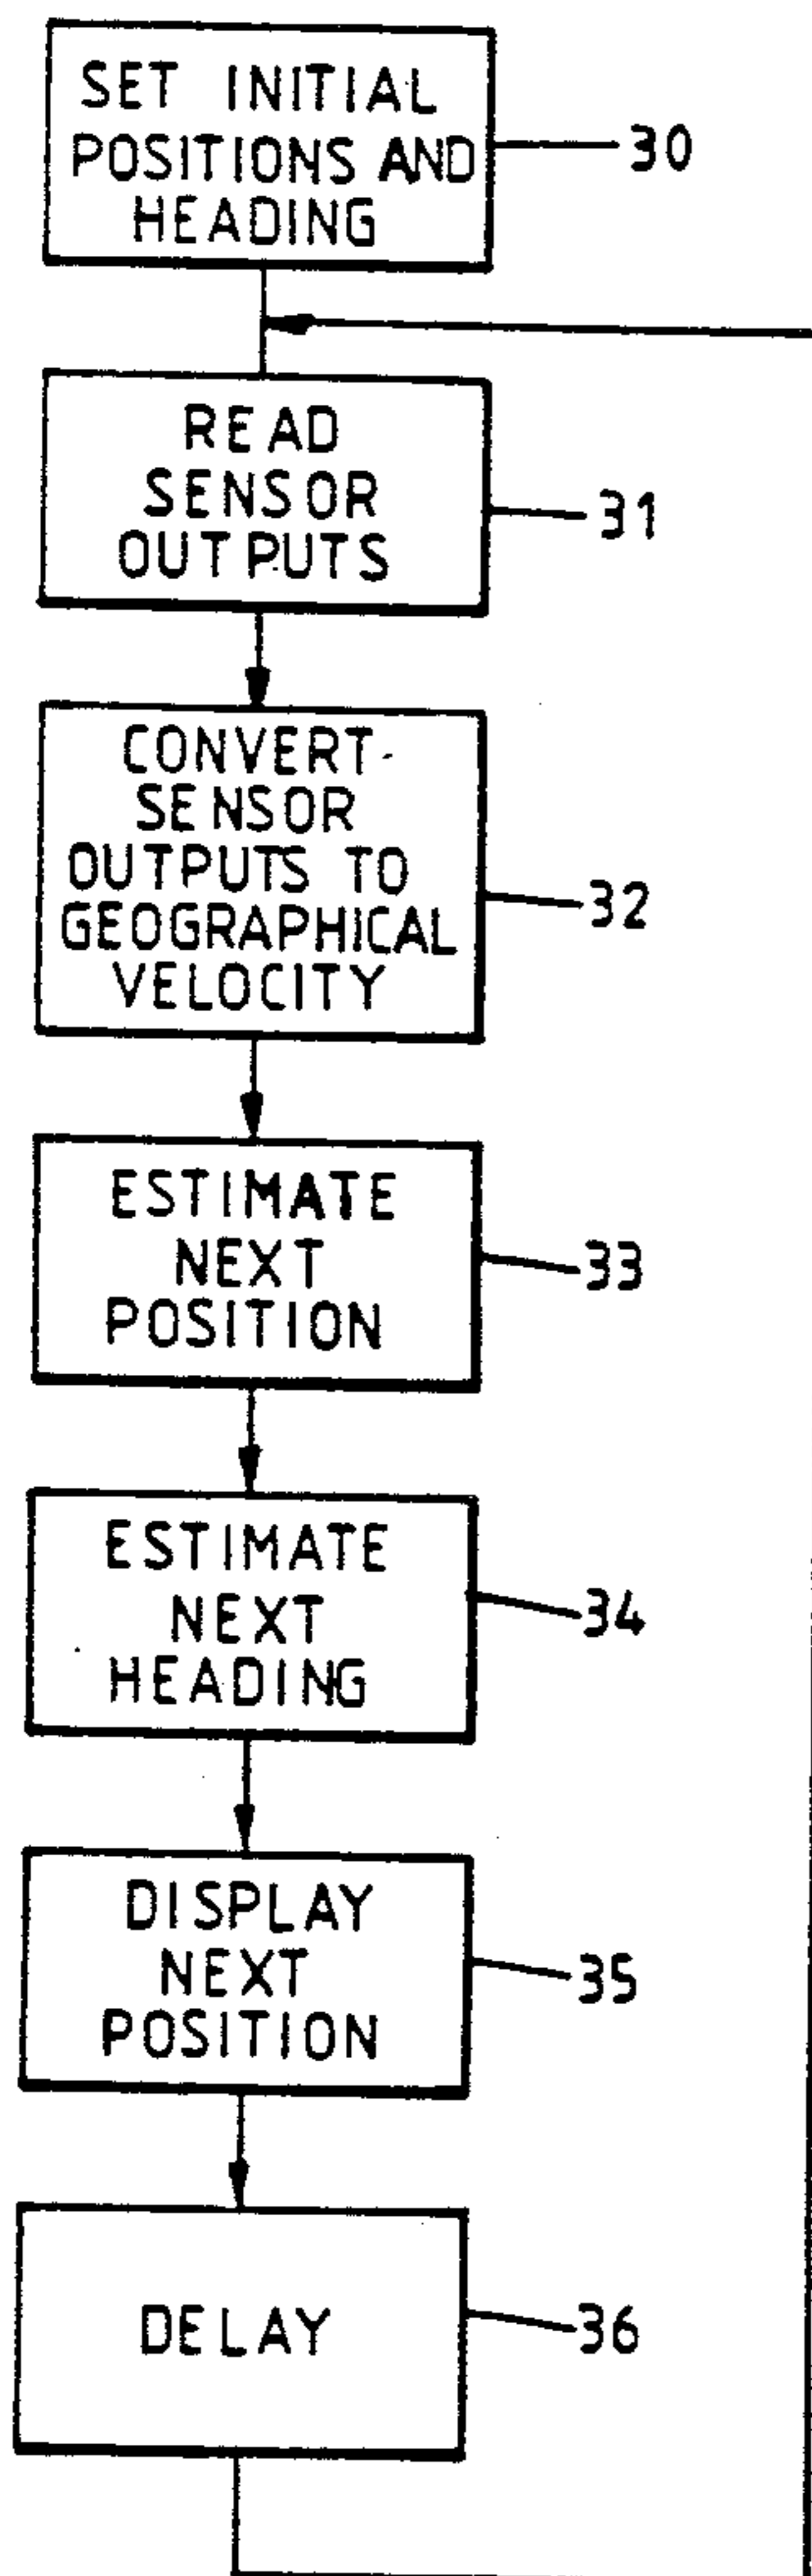 SET INITIAL
POSITIONS AND
HEADING
30
READ
SENSOR
OUTPUTS
31
CONVERT
SENSOR
OUTPUTS TO
GEOGRAPHICAL
VELOCITY
32
ESTIMATE
NEXT
POSITION
33
ESTIMATE
NEXT
HEADING
34
DISPLAY
NEXT
POSITION
35
DELAY
36